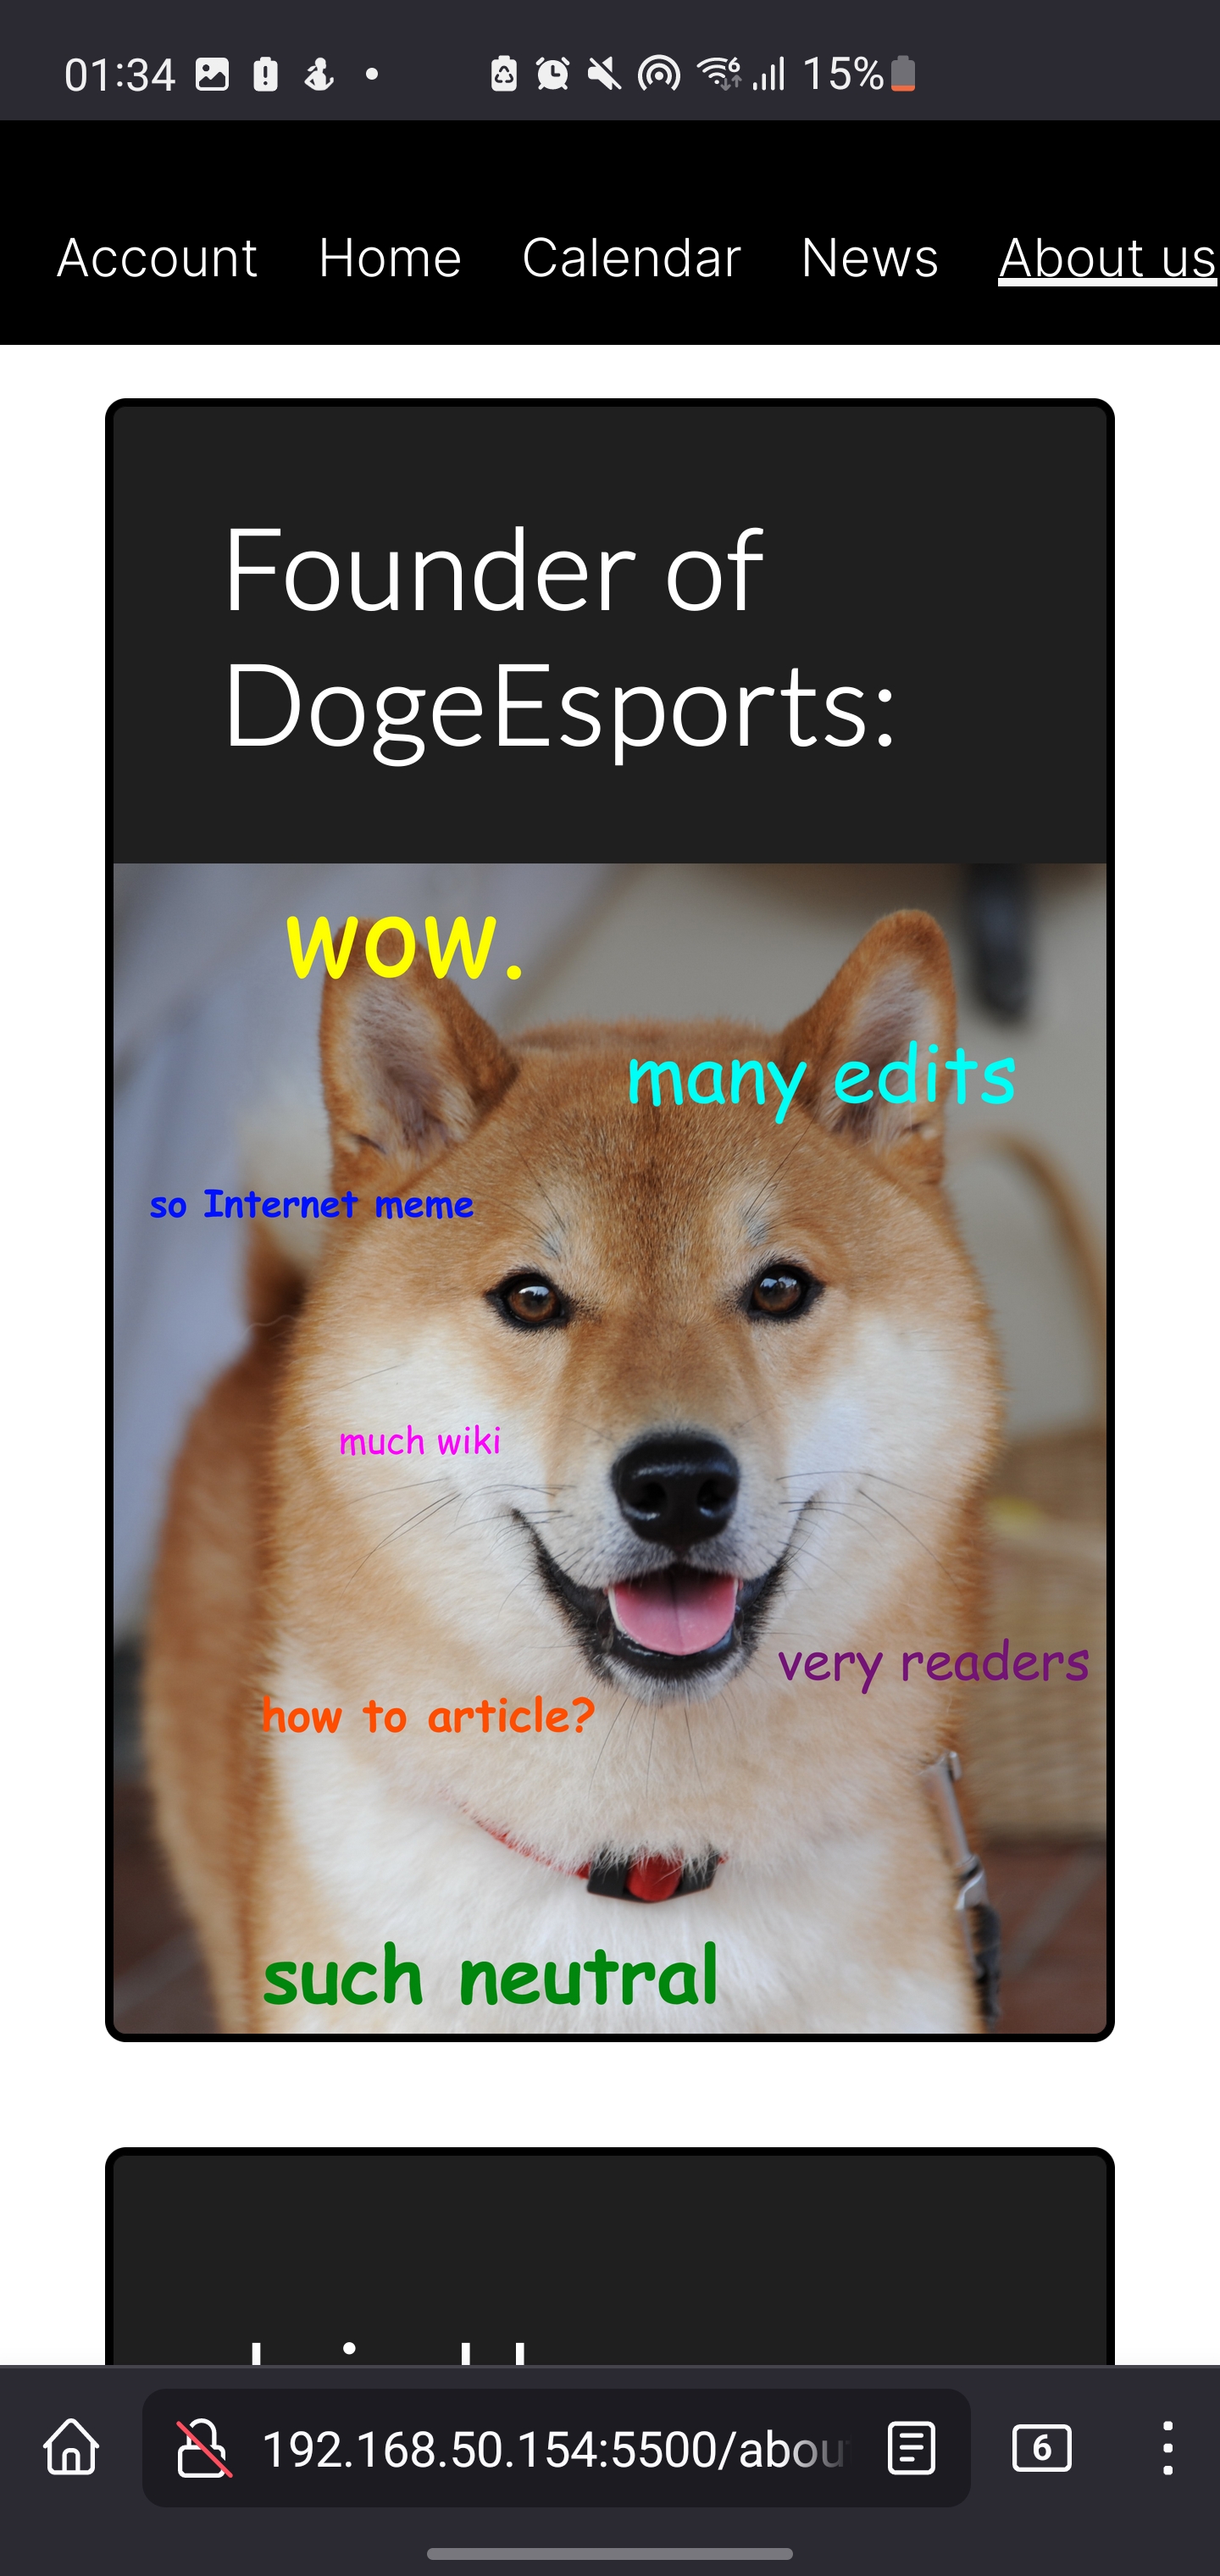 01:34
15%
Account Home Calendar News About us
Founder of
DogeEsports:
wow.
many edits
so Internet meme
much wiki
very readers
how to article?
such neutral
192.168.50.154:5500/abou
6